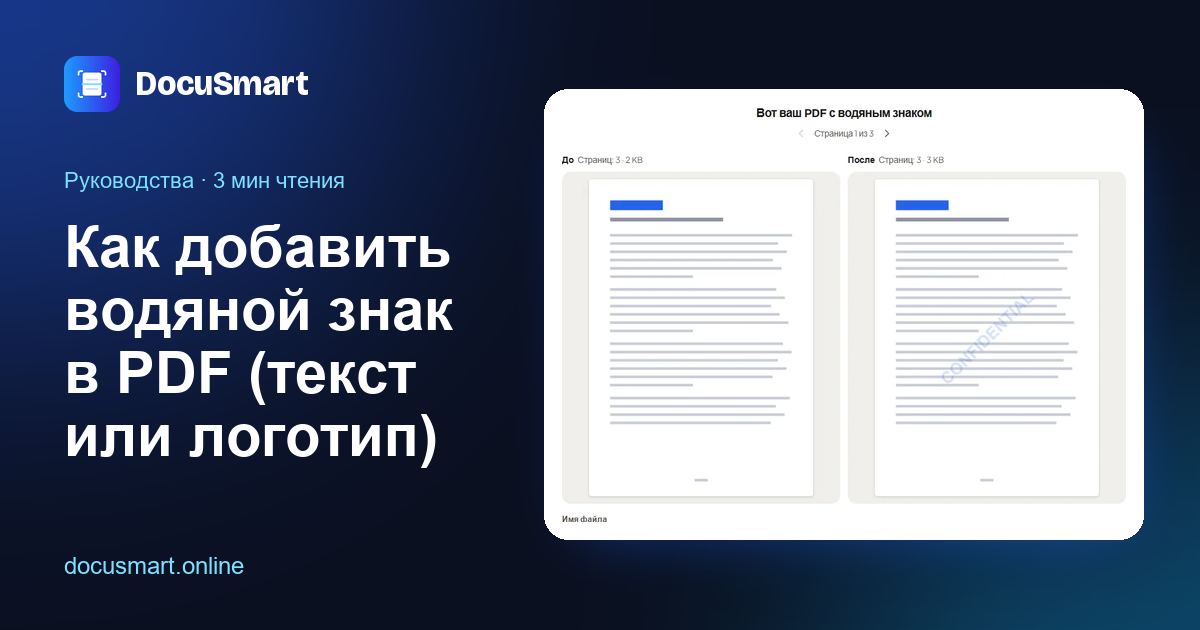 DocuSmart
Руководства · 3 мин чтения
Как добавить
водяной знак
в PDF (текст
или логотип)
docusmart.online
Вот ваш PDF с водяным знаком
Страница 1 из 3
До Страниц: 3 · 2 KB
После Страниц: 3 · 3 KB
CONFIDENTIAL
Имя файла